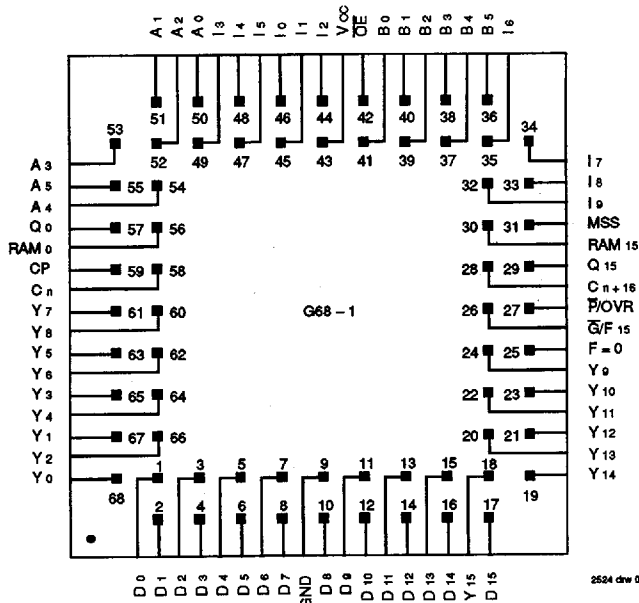 A1 A2 A0 I3 I4 I5 I0 I1 I2 VCC OE B0 B1 B2 B3 B4 B5 I6
51 50 48 46 44 42 40 38 36
53 52 49 47 45 43 41 39 37 35 34
A3 I7
A5 55 54 32 33 I8
A4 I9
Q0 57 56 30 31 MSS
RAM0 RAM15
CP 59 58 28 29 Q15
Cn Cn+16
Y7 61 60 G68-1 26 27 P/OVR
Y8 G/F15
Y5 63 62 24 25 F=0
Y6 Y9
Y3 65 64 22 23 Y10
Y4 Y11
Y1 67 66 20 21 Y12
Y2 Y13
Y0 68 1 3 5 7 9 11 13 15 18 19 Y14
2 4 6 8 10 12 14 16 17
D0 D1 D2 D3 D4 D5 D6 D7 GND D8 D9 D10 D11 D12 D13 D14 Y15 D15
2524 drw 0